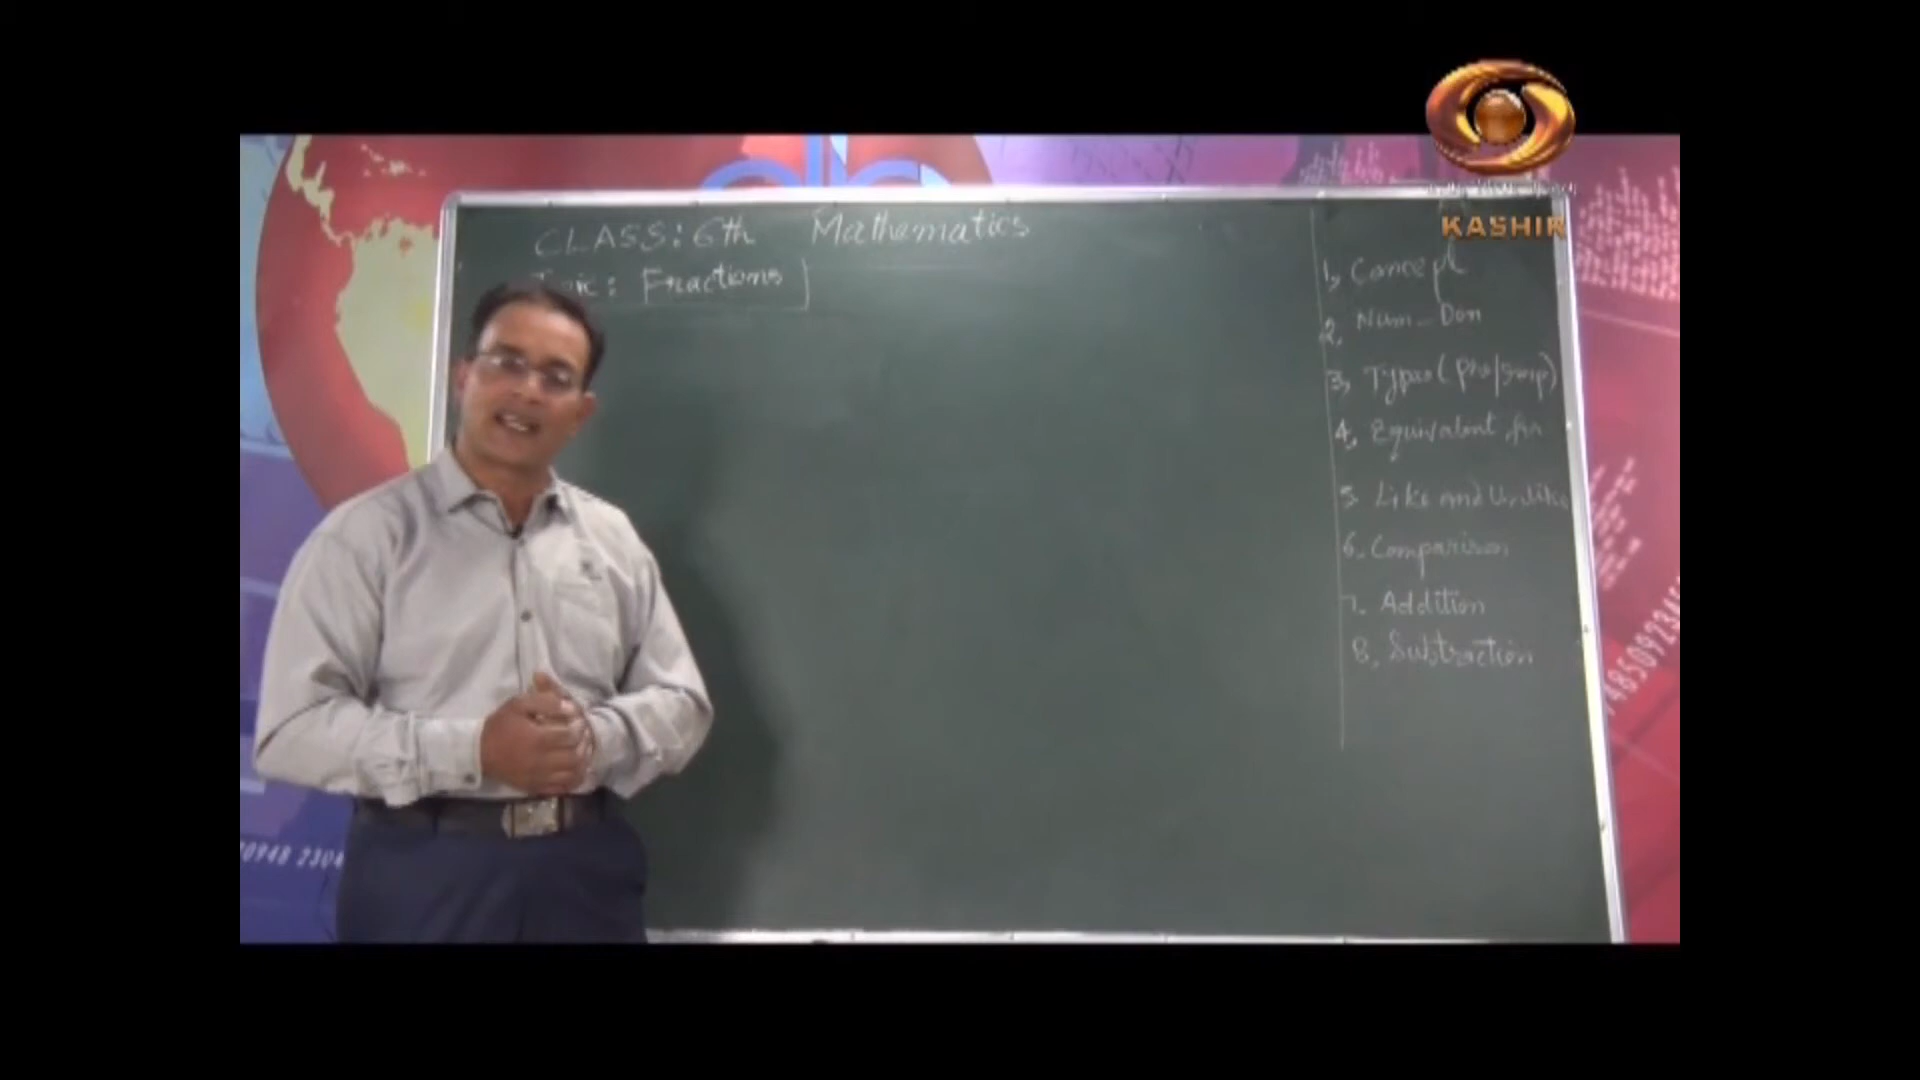 CLASS: 6th Mathematics
Topic: Fractions
KASHIR
1, Concept
2, Num - Don
3, Types (pro/imp)
4, Equivalent fra
5. Like and Unlike
6. Comparison
7. Addition
8, Subtraction